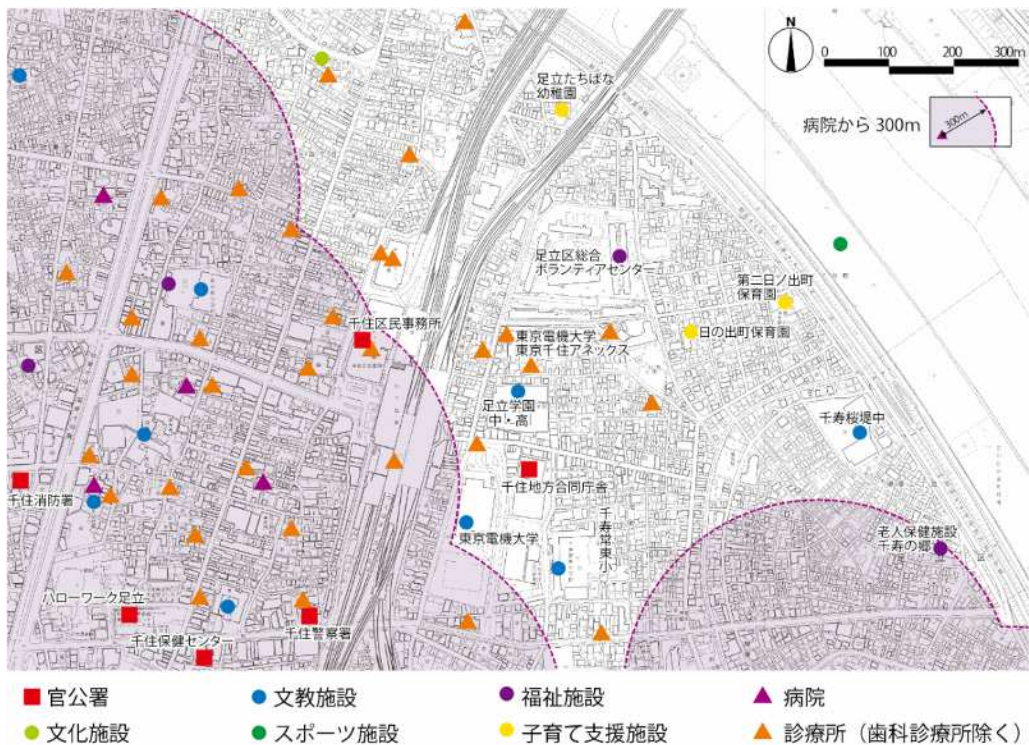 N
0 100 200 300m
病院から 300m
300m
足立たちばな
幼稚園
足立区総合
ボランティアセンター
第二日ノ出町
保育園
千住区民事務所
東京電機大学
東京千住アネックス
日の出町保育園
足立学園
中・高
千寿桜堤中
千住消防署
千住地方合同庁舎
東京電機大学
千寿常東小
老人保健施設
千寿の郷
ハローワーク足立
千住保健センター
千住警察署
官公署
文教施設
福祉施設
病院
文化施設
スポーツ施設
子育て支援施設
診療所（歯科診療所除く）